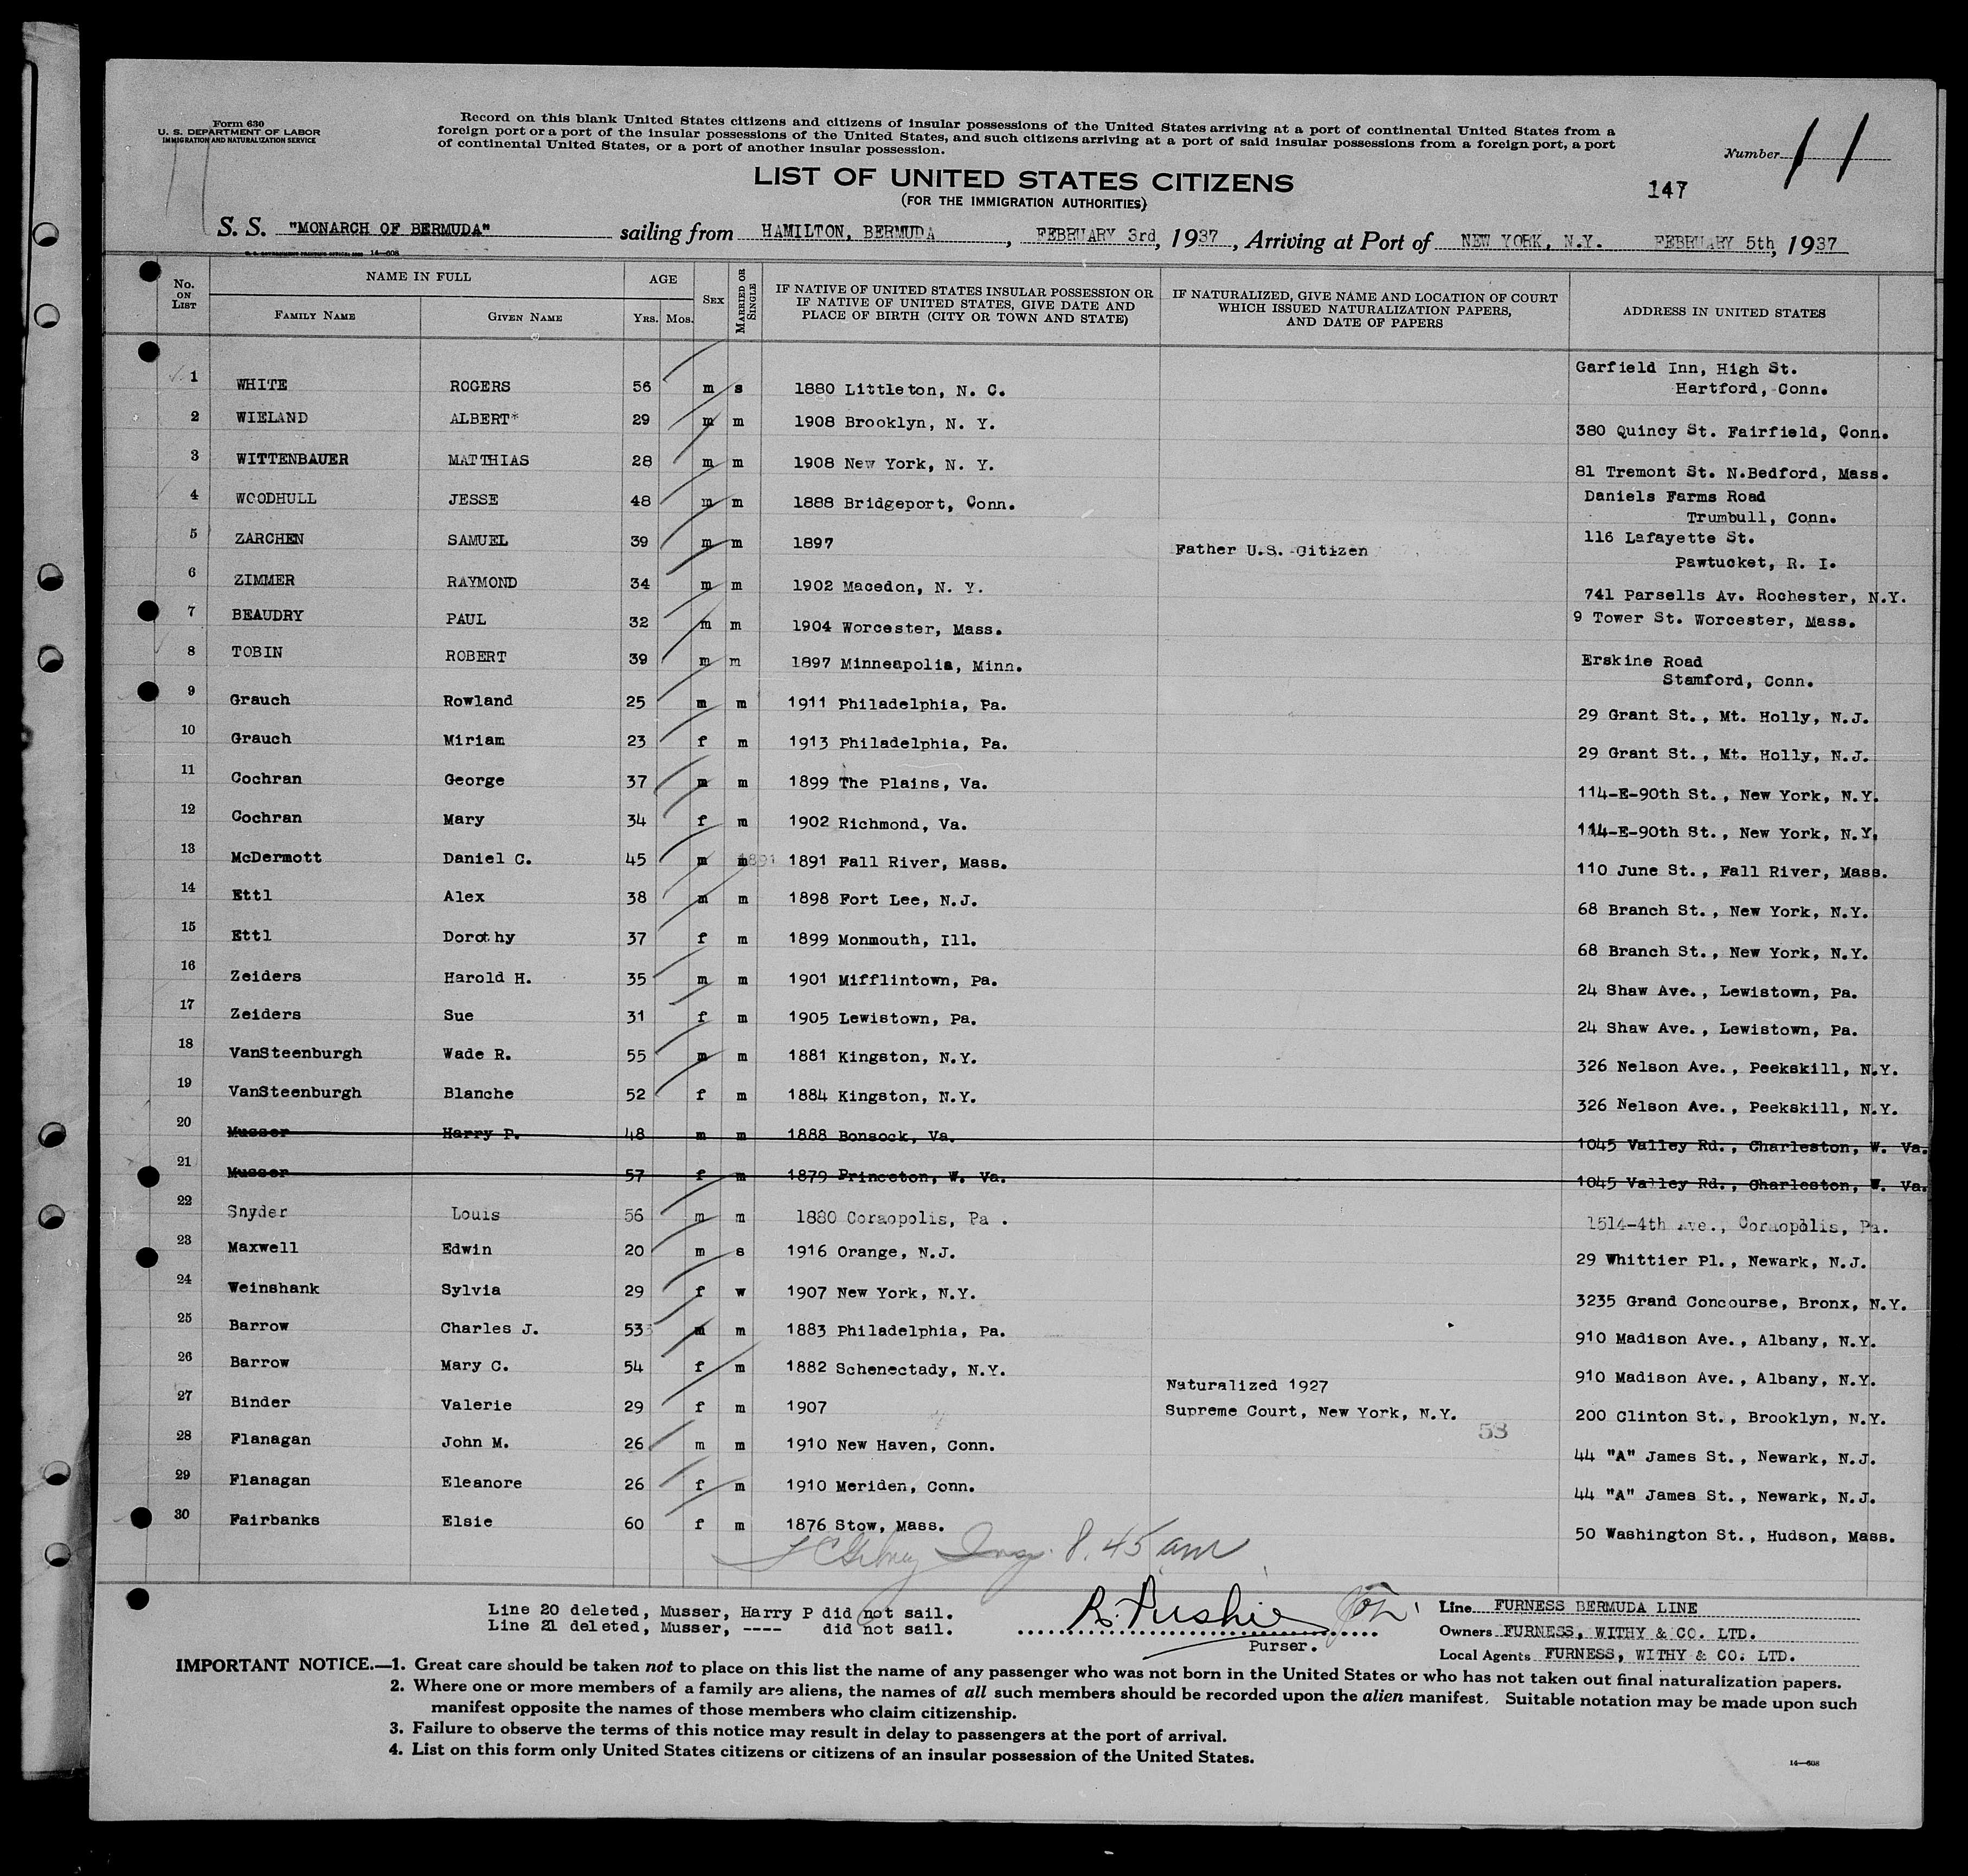 Form 630
U. S. DEPARTMENT OF LABOR
IMMIGRATION AND NATURALIZATION SERVICE
Record on this blank United States citizens and citizens of insular possessions of the United States arriving at a port of continental United States from a
foreign port or a port of the insular possessions of the United States, and such citizens arriving at a port of said insular possessions from a foreign port, a port
of continental United States, or a port of another insular possession.
Number 11
LIST OF UNITED STATES CITIZENS
(FOR THE IMMIGRATION AUTHORITIES)
147
S. S. "MONARCH OF BERMUDA" sailing from HAMILTON, BERMUDA, FEBRUARY 3rd, 1937, Arriving at Port of NEW YORK, N.Y. FEBRUARY 5th, 1937
14—608
No. ON LIST NAME IN FULL FAMILY NAME GIVEN NAME AGE YRS. MOS. SEX MARRIED OR SINGLE
IF NATIVE OF UNITED STATES INSULAR POSSESSION OR
IF NATIVE OF UNITED STATES, GIVE DATE AND
PLACE OF BIRTH (CITY OR TOWN AND STATE)
IF NATURALIZED, GIVE NAME AND LOCATION OF COURT
WHICH ISSUED NATURALIZATION PAPERS,
AND DATE OF PAPERS
ADDRESS IN UNITED STATES
1 WHITE ROGERS 56 m s 1880 Littleton, N. C. Garfield Inn, High St.
Hartford, Conn.
2 WIELAND ALBERT* 29 m m 1908 Brooklyn, N. Y. 380 Quincy St. Fairfield, Conn.
3 WITTENBAUER MATTHIAS 28 m m 1908 New York, N. Y. 81 Tremont St. N.Bedford, Mass.
4 WOODHULL JESSE 48 m m 1888 Bridgeport, Conn. Daniels Farms Road
Trumbull, Conn.
5 ZARCHEN SAMUEL 39 m m 1897 Father U.S. Citizen 116 Lafayette St.
Pawtucket, R. I.
6 ZIMMER RAYMOND 34 m m 1902 Macedon, N. Y. 741 Parsells Av. Rochester, N.Y.
7 BEAUDRY PAUL 32 m m 1904 Worcester, Mass. 9 Tower St. Worcester, Mass.
8 TOBIN ROBERT 39 m m 1897 Minneapolis, Minn. Erskine Road
Stamford, Conn.
9 Grauch Rowland 25 m m 1911 Philadelphia, Pa. 29 Grant St., Mt. Holly, N.J.
10 Grauch Miriam 23 f m 1913 Philadelphia, Pa. 29 Grant St., Mt. Holly, N.J.
11 Cochran George 37 m m 1899 The Plains, Va. 114-E-90th St., New York, N.Y.
12 Cochran Mary 34 f m 1902 Richmond, Va. 114-E-90th St., New York, N.Y.
13 McDermott Daniel C. 45 m m 1891 1891 Fall River, Mass. 110 June St., Fall River, Mass.
14 Ettl Alex 38 m m 1898 Fort Lee, N.J. 68 Branch St., New York, N.Y.
15 Ettl Dorothy 37 f m 1899 Monmouth, Ill. 68 Branch St., New York, N.Y.
16 Zeiders Harold H. 35 m m 1901 Mifflintown, Pa. 24 Shaw Ave., Lewistown, Pa.
17 Zeiders Sue 31 f m 1905 Lewistown, Pa. 24 Shaw Ave., Lewistown, Pa.
18 VanSteenburgh Wade R. 55 m m 1881 Kingston, N.Y. 326 Nelson Ave., Peekskill, N.Y.
19 VanSteenburgh Blanche 52 f m 1884 Kingston, N.Y. 326 Nelson Ave., Peekskill, N.Y.
20 Musser Harry P. 48 m m 1888 Bonsock, Va. 1045 Valley Rd., Charleston, W. Va.
21 Musser 57 f m 1879 Princeton, W. Va. 1045 Valley Rd., Charleston, W. Va.
22 Snyder Louis 56 m m 1880 Coraopolis, Pa . 1514-4th Ave., Coraopolis, Pa.
23 Maxwell Edwin 20 m s 1916 Orange, N.J. 29 Whittier Pl., Newark, N.J.
24 Weinshank Sylvia 29 f w 1907 New York, N.Y. 3235 Grand Concourse, Bronx, N.Y.
25 Barrow Charles J. 53 m m 1883 Philadelphia, Pa. 910 Madison Ave., Albany, N.Y.
26 Barrow Mary C. 54 f m 1882 Schenectady, N.Y. 910 Madison Ave., Albany, N.Y.
Naturalized 1927
27 Binder Valerie 29 f m 1907 Supreme Court, New York, N.Y. 200 Clinton St., Brooklyn, N.Y.
53
28 Flanagan John M. 26 m m 1910 New Haven, Conn. 44 "A" James St., Newark, N.J.
29 Flanagan Eleanore 26 f m 1910 Meriden, Conn. 44 "A" James St., Newark, N.J.
30 Fairbanks Elsie 60 f m 1876 Stow, Mass. 50 Washington St., Hudson, Mass.
8.45 am
Line 20 deleted, Musser, Harry P did not sail.
Line 21 deleted, Musser, ---- did not sail.
Purser.
Line FURNESS BERMUDA LINE
Owners FURNESS, WITHY & CO. LTD.
Local Agents FURNESS, WITHY & CO. LTD.
IMPORTANT NOTICE.—1. Great care should be taken not to place on this list the name of any passenger who was not born in the United States or who has not taken out final naturalization papers.
2. Where one or more members of a family are aliens, the names of all such members should be recorded upon the alien manifest. Suitable notation may be made upon such
manifest opposite the names of those members who claim citizenship.
3. Failure to observe the terms of this notice may result in delay to passengers at the port of arrival.
4. List on this form only United States citizens or citizens of an insular possession of the United States.
14—608